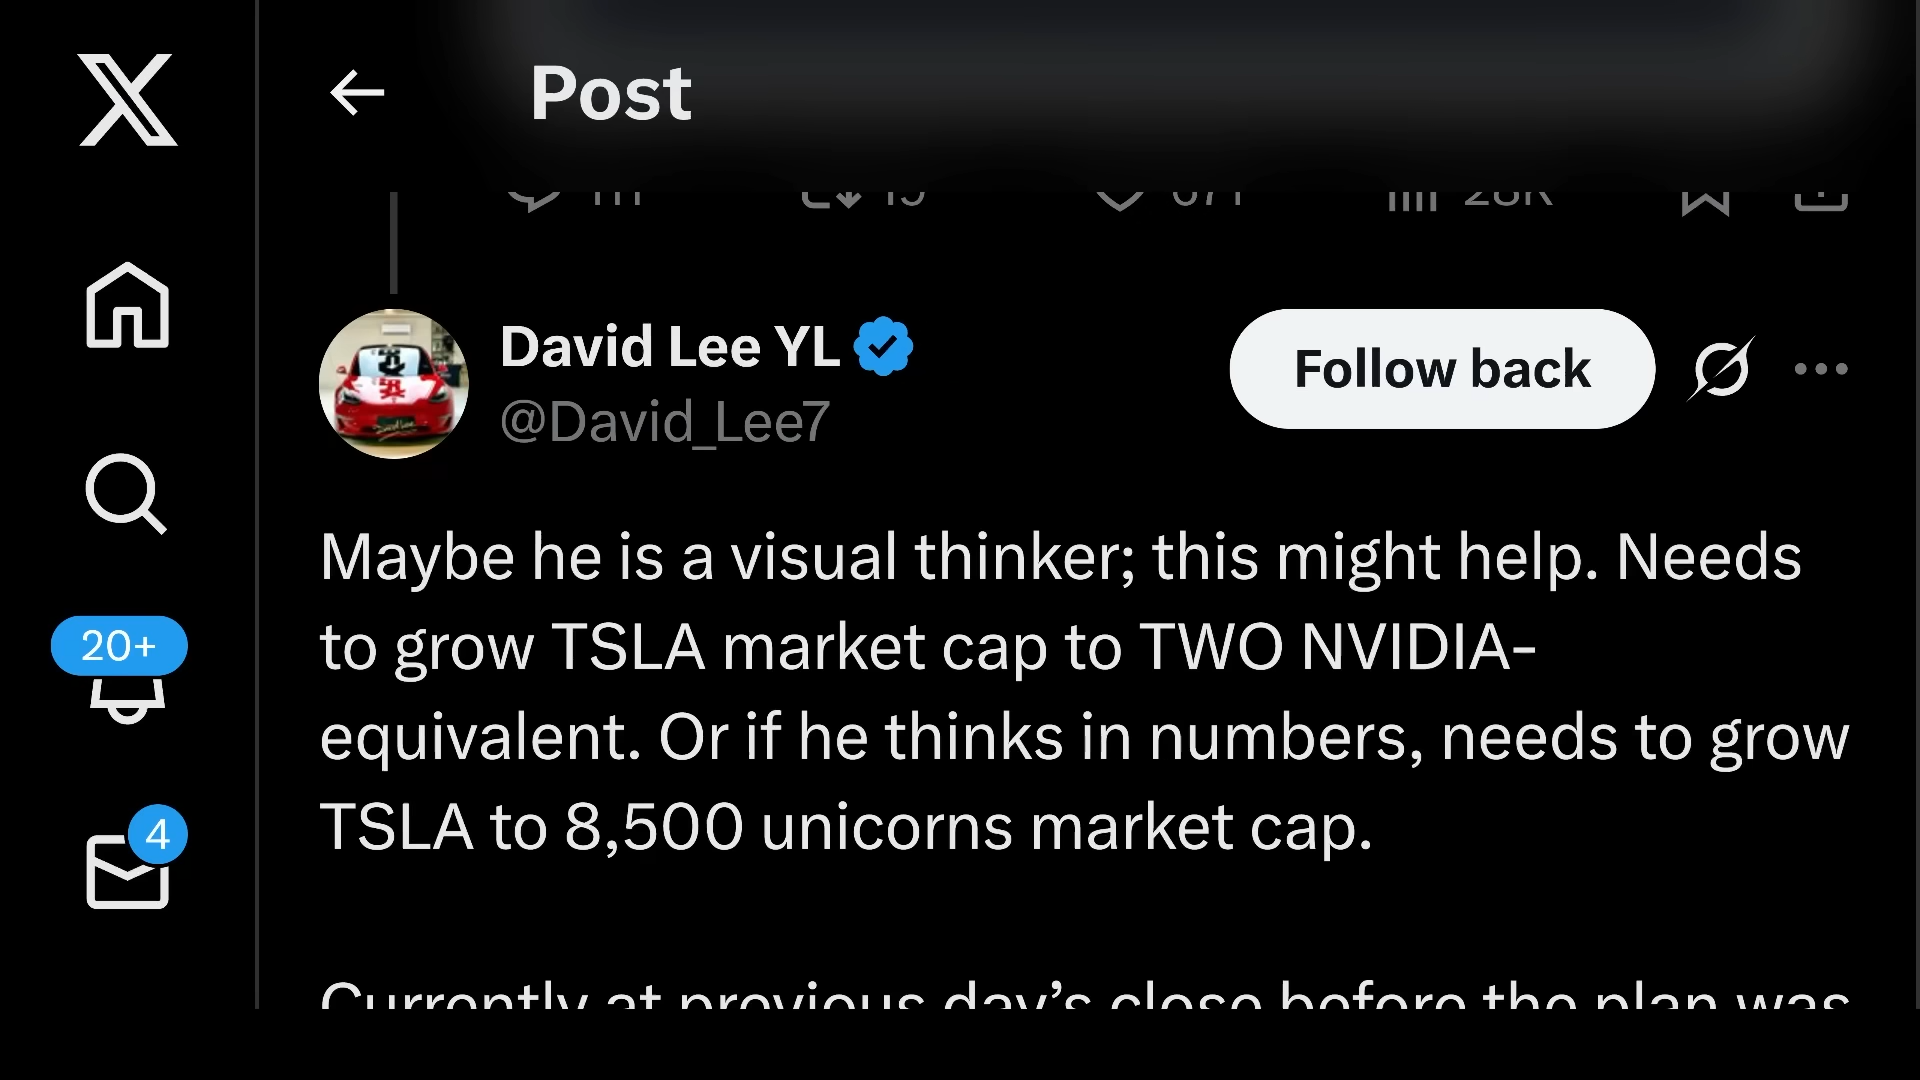 Post
David Lee YL
@David_Lee7
Follow back
Maybe he is a visual thinker; this might help. Needs
to grow TSLA market cap to TWO NVIDIA-
equivalent. Or if he thinks in numbers, needs to grow
TSLA to 8,500 unicorns market cap.
Currently at previous day’s close before the plan was
20+
4